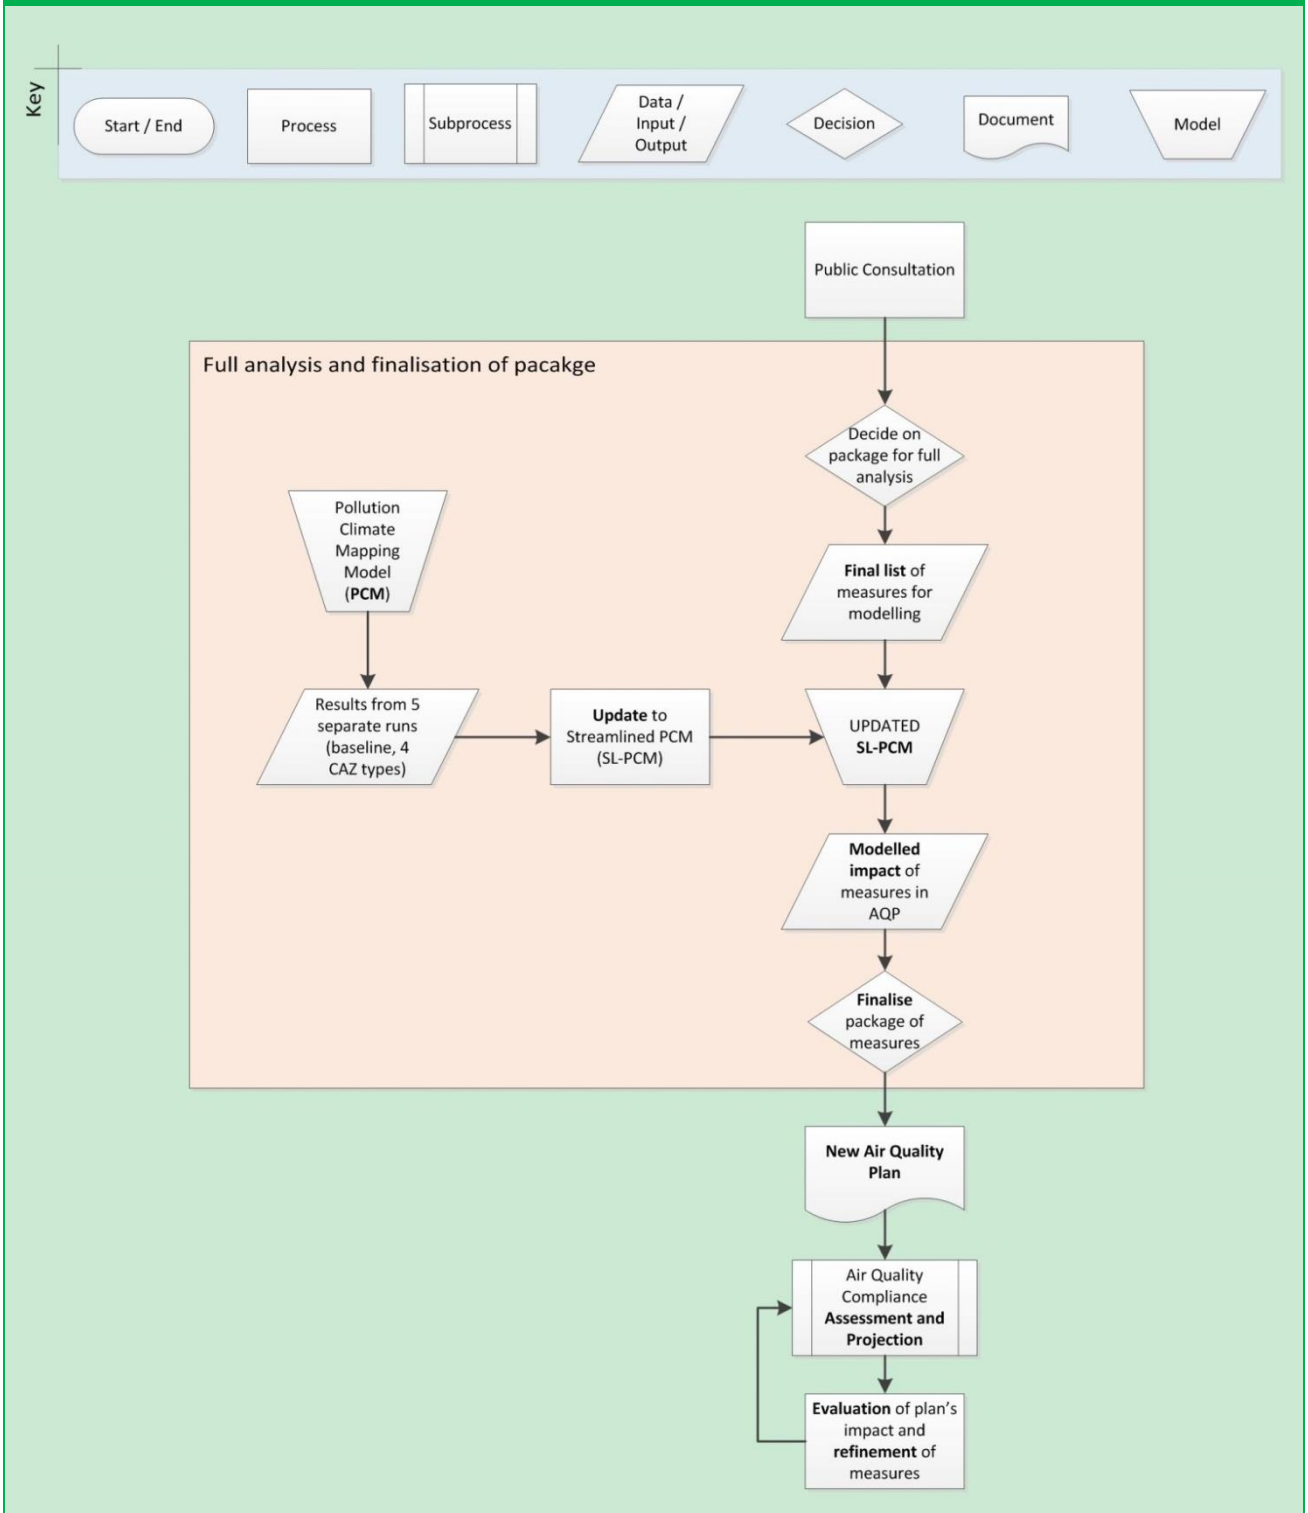 Key
Start / End
Process
Subprocess
Data /
Input /
Output
Decision
Document
Model
Public Consultation
Full analysis and finalisation of pacakge
Decide on
package for full
analysis
Pollution
Climate
Mapping
Model
(PCM)
Final list of
measures for
modelling
Results from 5
separate runs
(baseline, 4
CAZ types)
Update to
Streamlined PCM
(SL-PCM)
UPDATED
SL-PCM
Modelled
impact of
measures in
AQP
Finalise
package of
measures
New Air Quality
Plan
Air Quality
Compliance
Assessment and
Projection
Evaluation of plan's
impact and
refinement of
measures